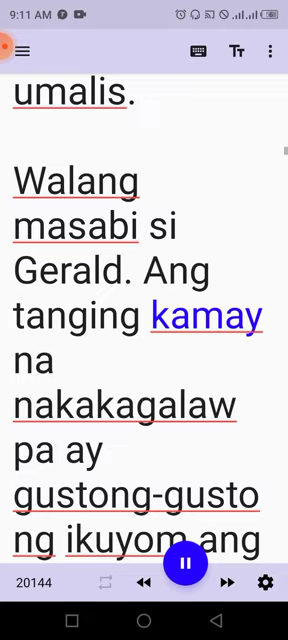 9:11 AM
umalis.
Walang
masabi si
Gerald. Ang
tanging kamay
na
nakakagalaw
pa ay
gustong-gusto
ng ikuyom ang
20144